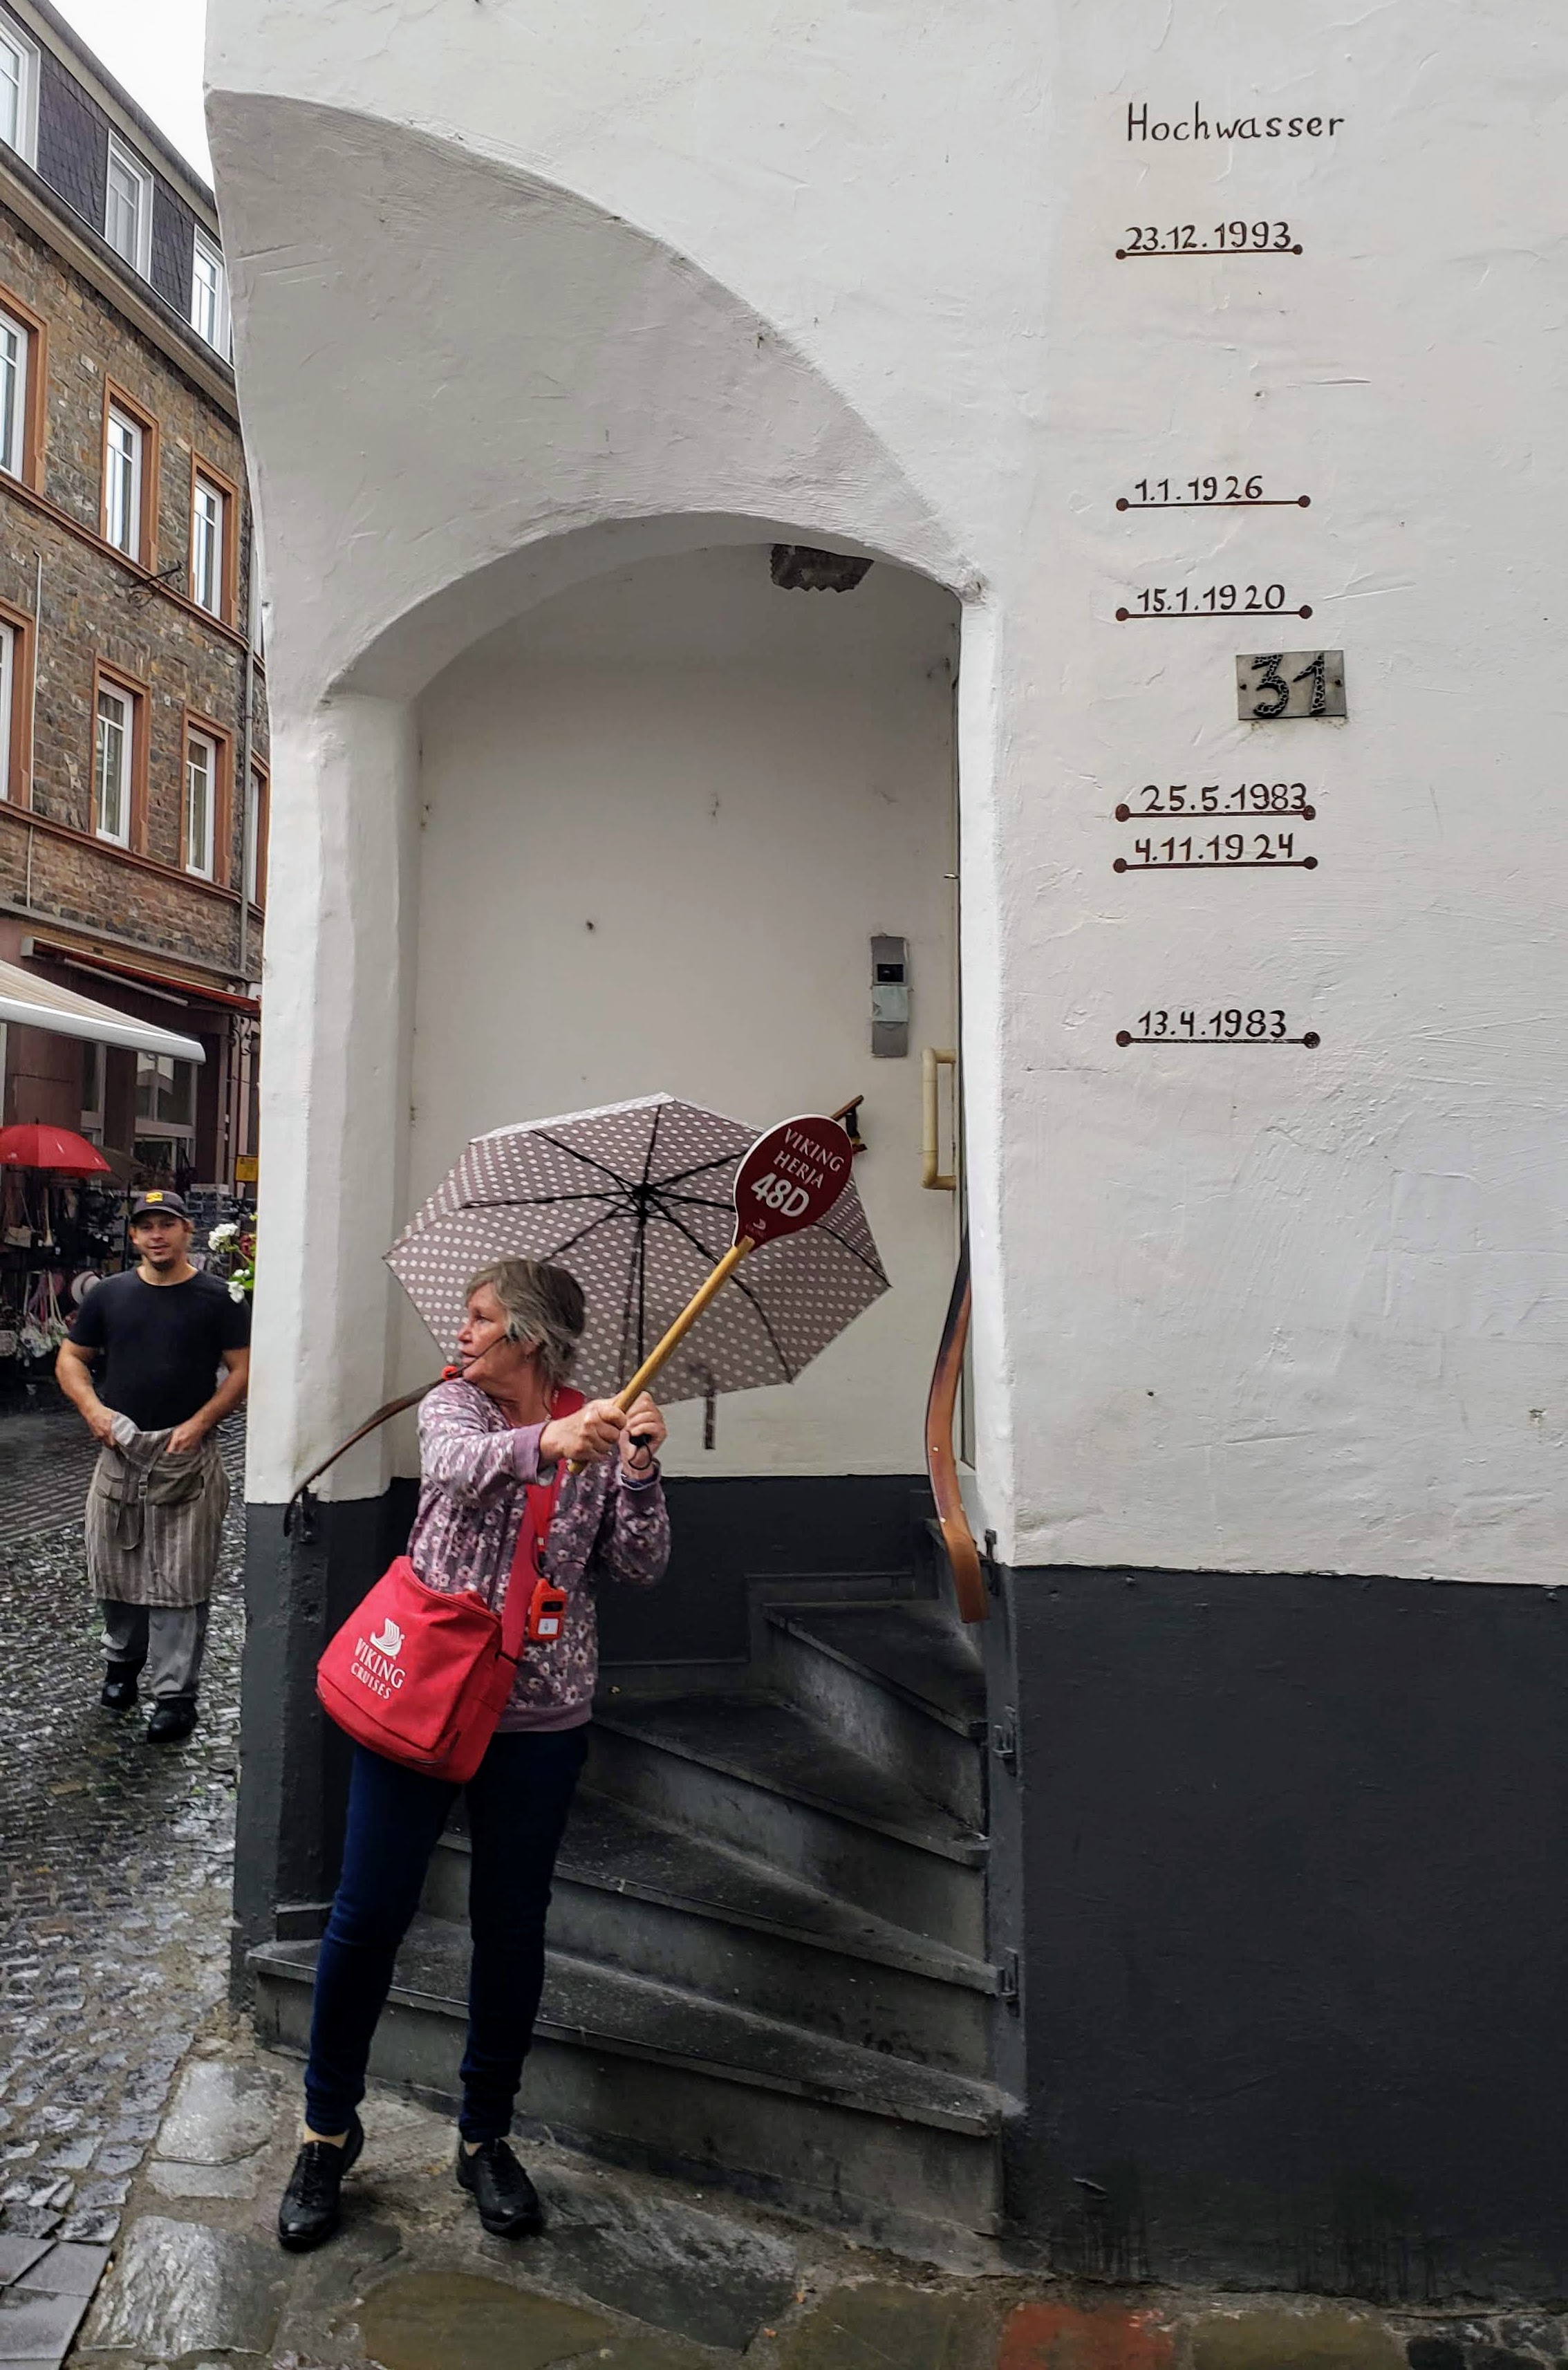 Hochwasser
23.12.1993
1.1.1926
15.1.1920
31
25.5.1983
4.11.1924
13.4.1983
VIKING
HERJA
48D
VIKING
CRUISES